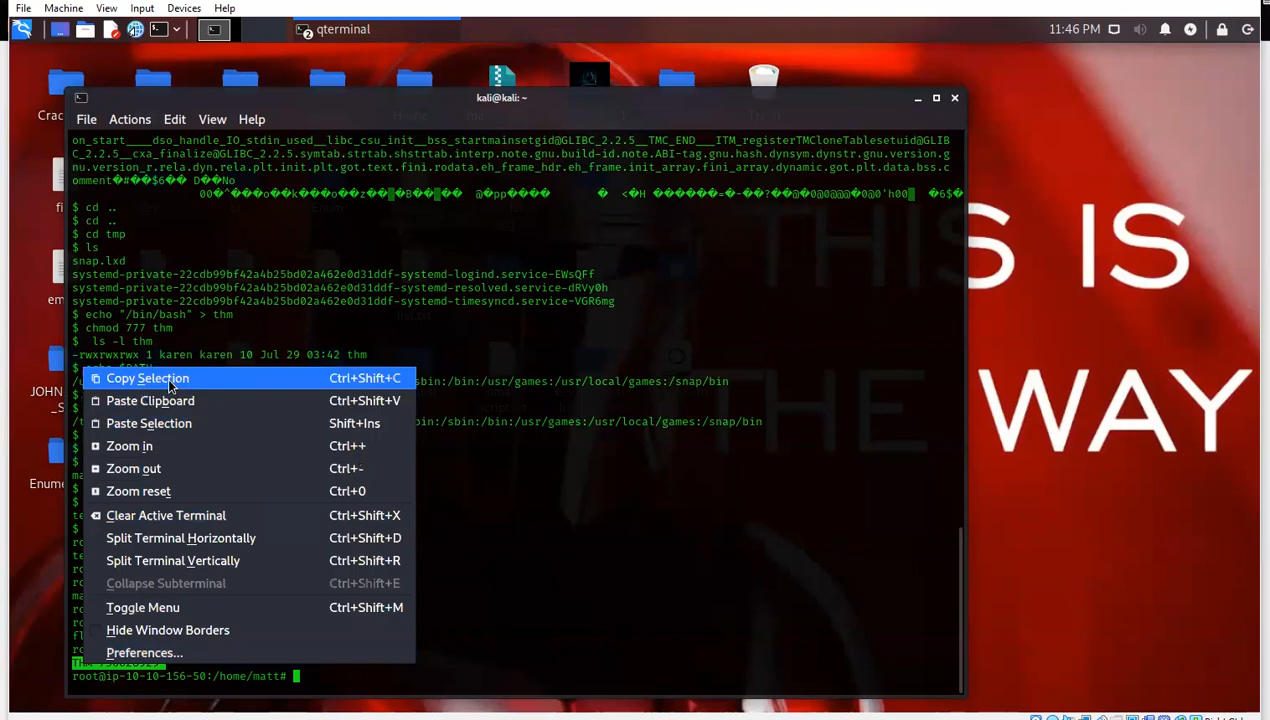 File Machine View Input Devices Help
qterminal
11:46 PM
kali@kali: ~
File Actions Edit View Help
on_start____dso_handle_IO_stdin_used__libc_csu_init__bss_startmainsetgid@GLIBC_2.2.5__TMC_END___ITM_registerTMCloneTablesetuid@GLIB
C_2.2.5__cxa_finalize@GLIBC_2.2.5.symtab.strtab.shstrtab.interp.note.gnu.build-id.note.ABI-tag.gnu.hash.dynsym.dynstr.gnu.version.g
nu.version_r.rela.dyn.rela.plt.init.plt.got.text.fini.rodata.eh_frame_hdr.eh_frame.init_array.fini_array.dynamic.got.plt.data.bss.c
$ cd ..
$ cd ..
$ cd tmp
$ ls
snap.lxd
systemd-private-22cdb99bf42a4b25bd02a462e0d31ddf-systemd-logind.service-EWsQFf
systemd-private-22cdb99bf42a4b25bd02a462e0d31ddf-systemd-resolved.service-dRVy0h
systemd-private-22cdb99bf42a4b25bd02a462e0d31ddf-systemd-timesyncd.service-VGR6mg
$ echo "/bin/bash" > thm
$ chmod 777 thm
$ ls -l thm
-rwxrwxrwx 1 karen karen 10 Jul 29 03:42 thm
sbin:/bin:/usr/games:/usr/local/games:/snap/bin
sbin:/bin:/usr/games:/usr/local/games:/snap/bin
Copy Selection Ctrl+Shift+C
Paste Clipboard Ctrl+Shift+V
Paste Selection Shift+Ins
Zoom in Ctrl++
Zoom out Ctrl+-
Zoom reset Ctrl+0
Clear Active Terminal Ctrl+Shift+X
Split Terminal Horizontally Ctrl+Shift+D
Split Terminal Vertically Ctrl+Shift+R
Collapse Subterminal Ctrl+Shift+E
Toggle Menu Ctrl+Shift+M
Hide Window Borders
Preferences...
root@ip-10-10-156-50:/home/matt#
THIS IS
THE WAY